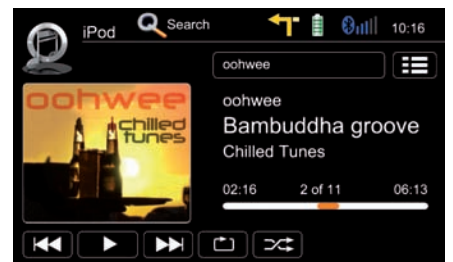 iPod Search 10:16
oohwee
oohwee
chilled
tunes
oohwee
Bambuddha groove
Chilled Tunes
02:16 2 of 11 06:13